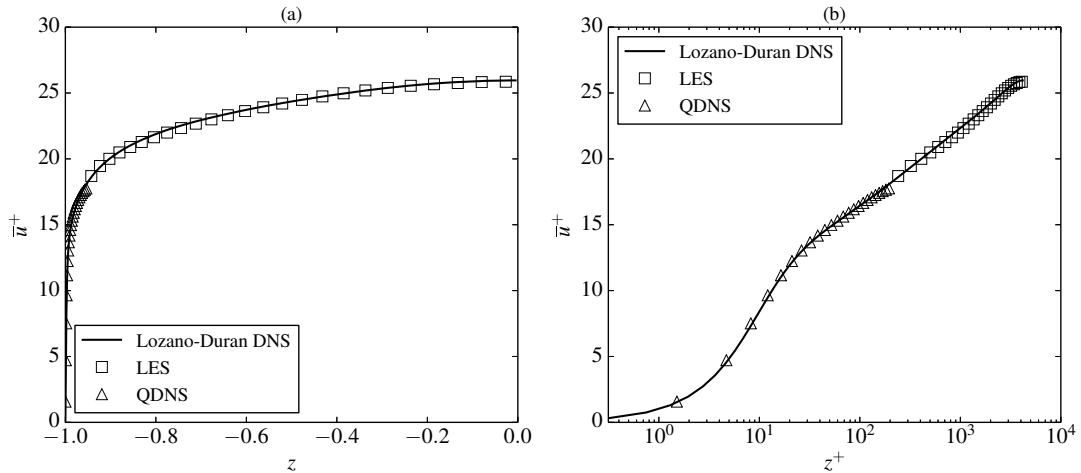 (a)
30
25
20
15
10
5
0
u̅⁺
Lozano-Duran DNS
LES
QDNS
−1.0 −0.8 −0.6 −0.4 −0.2 0.0
z
(b)
30
25
20
15
10
5
0
u̅⁺
Lozano-Duran DNS
LES
QDNS
10⁰ 10¹ 10² 10³ 10⁴
z⁺